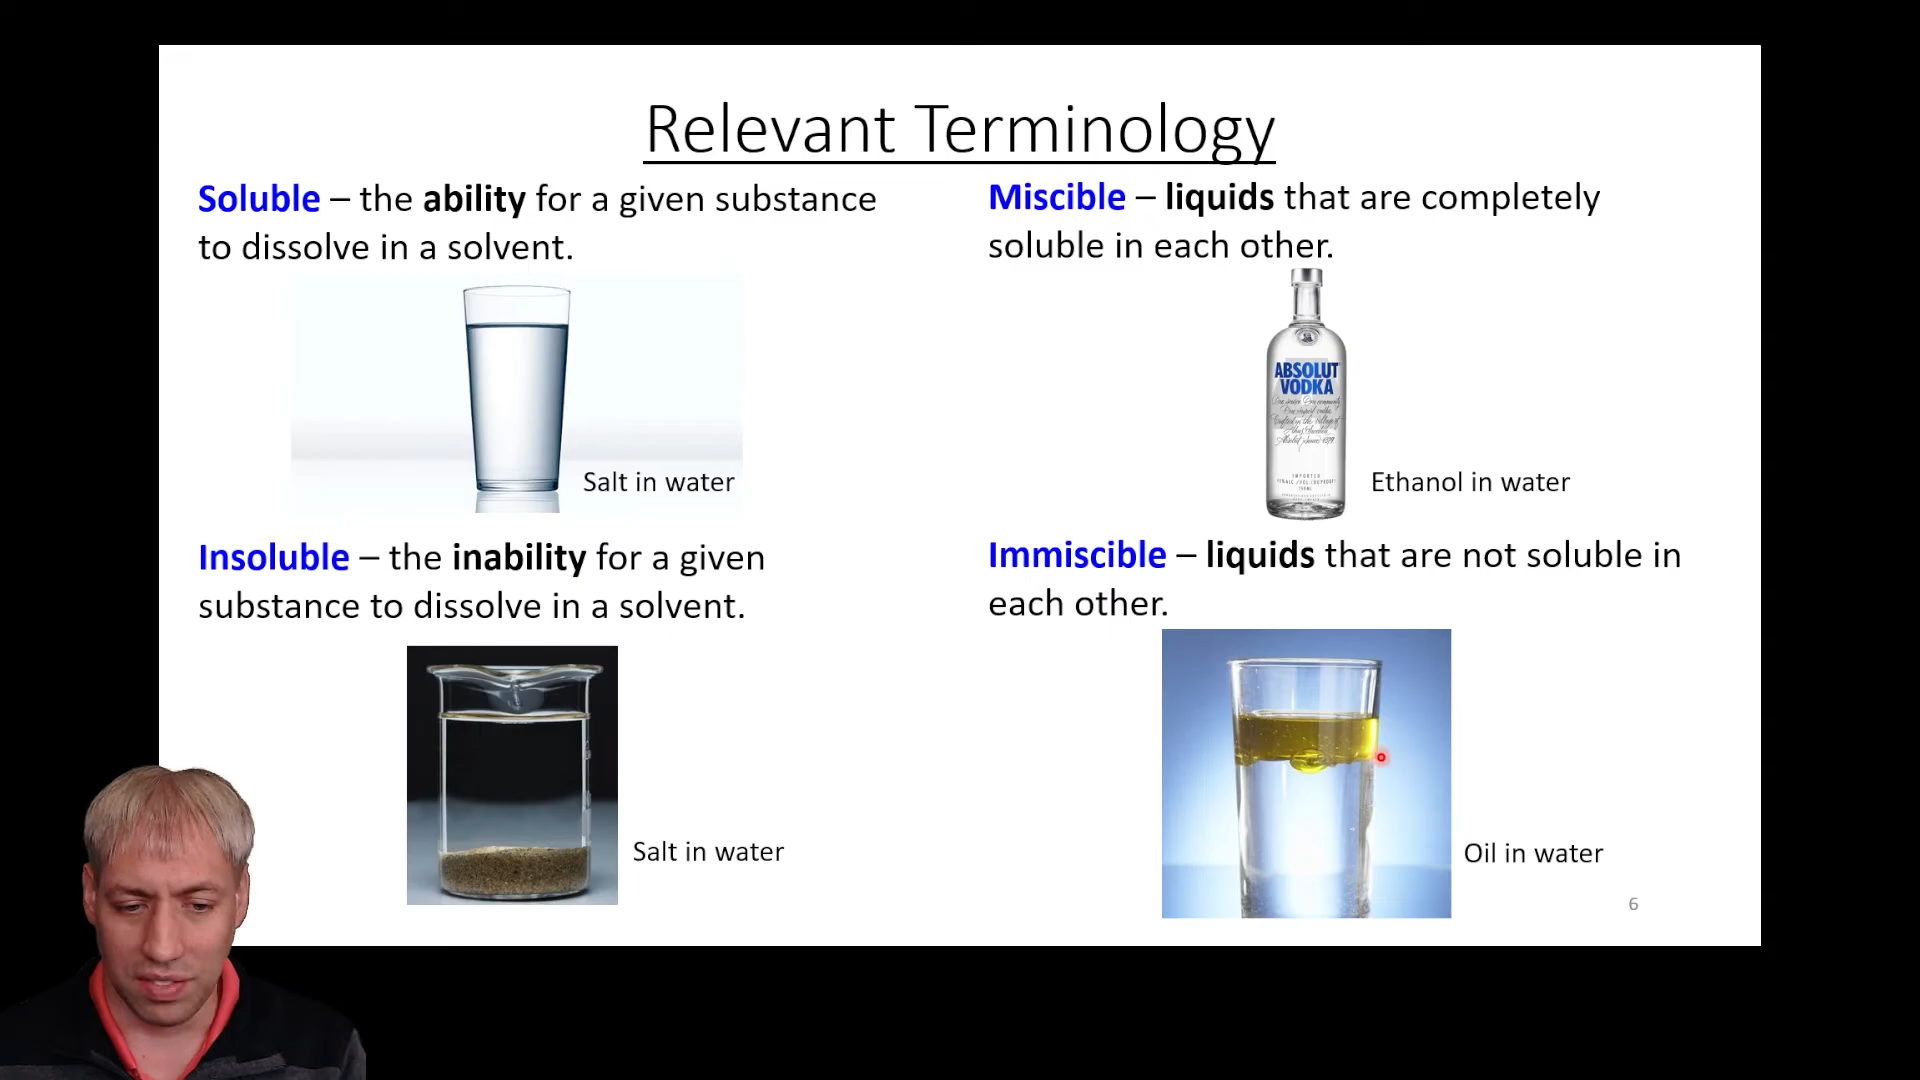 Relevant Terminology
Soluble – the ability for a given substance
to dissolve in a solvent.
Salt in water
Insoluble – the inability for a given
substance to dissolve in a solvent.
Salt in water
Miscible – liquids that are completely
soluble in each other.
ABSOLUT
VODKA
IMPORTED
Ethanol in water
Immiscible – liquids that are not soluble in
each other.
Oil in water
6